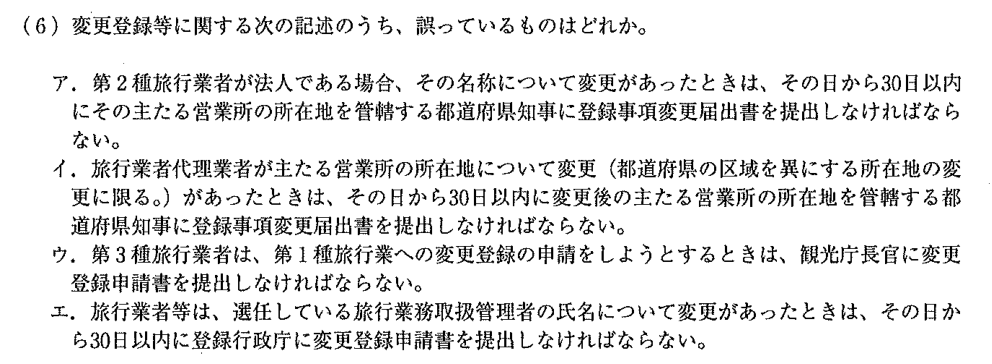 (6) 変更登録等に関する次の記述のうち、誤っているものはどれか。
ア．第2種旅行業者が法人である場合、その名称について変更があったときは、その日から30日以内
にその主たる営業所の所在地を管轄する都道府県知事に登録事項変更届出書を提出しなければなら
ない。
イ．旅行業者代理業者が主たる営業所の所在地について変更（都道府県の区域を異にする所在地の変
更に限る。）があったときは、その日から30日以内に変更後の主たる営業所の所在地を管轄する都
道府県知事に登録事項変更届出書を提出しなければならない。
ウ．第3種旅行業者は、第1種旅行業への変更登録の申請をしようとするときは、観光庁長官に変更
登録申請書を提出しなければならない。
エ．旅行業者等は、選任している旅行業務取扱管理者の氏名について変更があったときは、その日か
ら30日以内に登録行政庁に変更登録申請書を提出しなければならない。